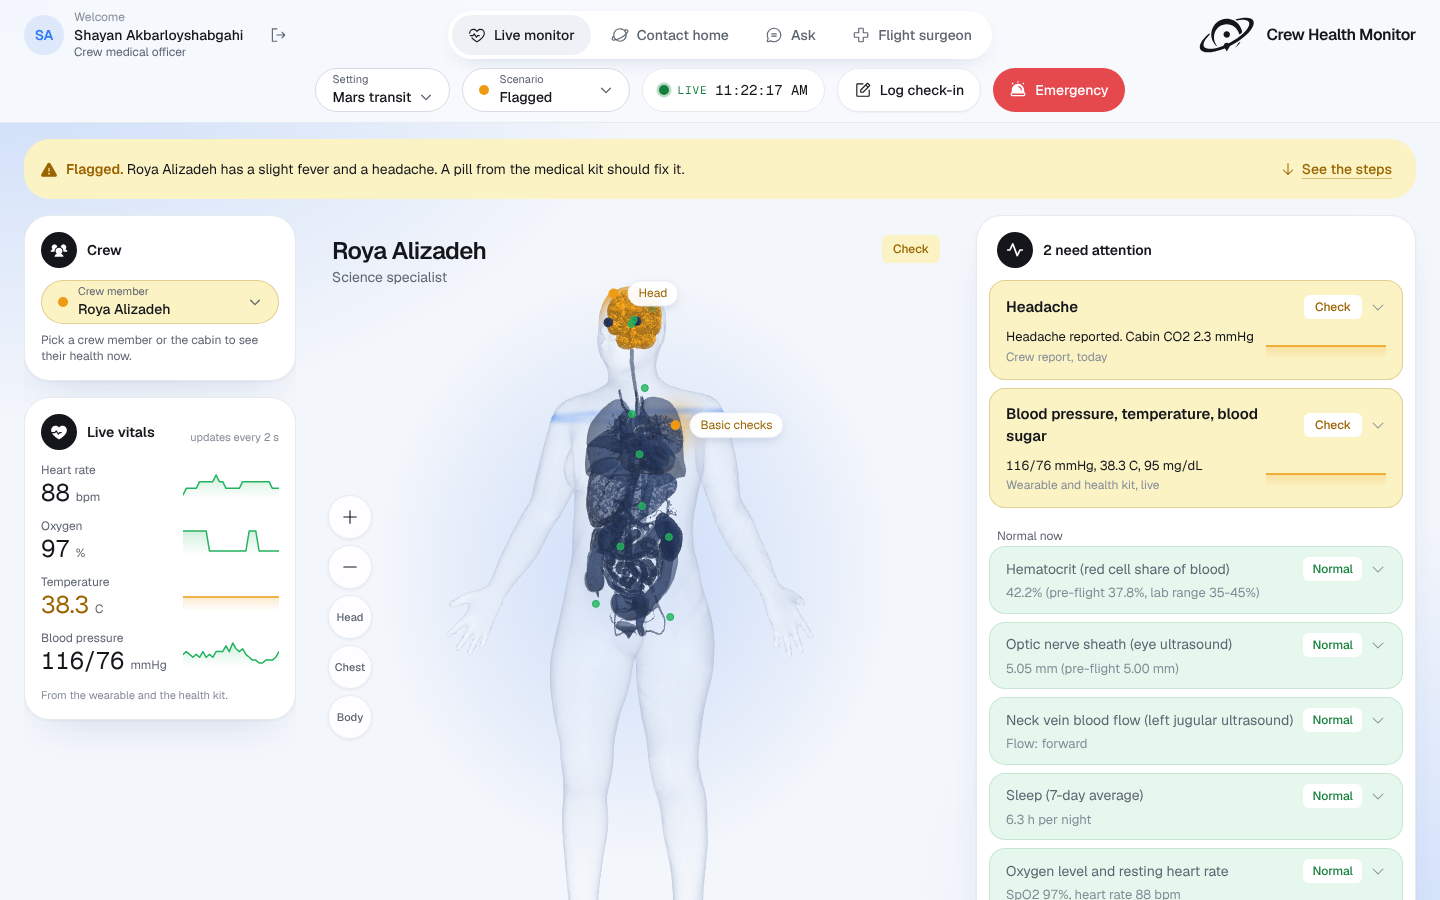 SA
Welcome
Shayan Akbarloyshabgahi
Crew medical officer
Live monitor
Contact home
Ask
Flight surgeon
Crew Health Monitor
Setting
Mars transit
Scenario
Flagged
LIVE 11:22:17 AM
Log check-in
Emergency
Flagged. Roya Alizadeh has a slight fever and a headache. A pill from the medical kit should fix it.
See the steps
Crew
Crew member
Roya Alizadeh
Pick a crew member or the cabin to see
their health now.
Live vitals
updates every 2 s
Heart rate
88 bpm
Oxygen
97 %
Temperature
38.3 C
Blood pressure
116/76 mmHg
From the wearable and the health kit.
Roya Alizadeh
Science specialist
Check
Head
Basic checks
Head
Chest
Body
2 need attention
Headache
Check
Headache reported. Cabin CO2 2.3 mmHg
Crew report, today
Blood pressure, temperature, blood
sugar
Check
116/76 mmHg, 38.3 C, 95 mg/dL
Wearable and health kit, live
Normal now
Hematocrit (red cell share of blood)
Normal
42.2% (pre-flight 37.8%, lab range 35-45%)
Optic nerve sheath (eye ultrasound)
Normal
5.05 mm (pre-flight 5.00 mm)
Neck vein blood flow (left jugular ultrasound)
Normal
Flow: forward
Sleep (7-day average)
Normal
6.3 h per night
Oxygen level and resting heart rate
Normal
SpO2 97%, heart rate 88 bpm